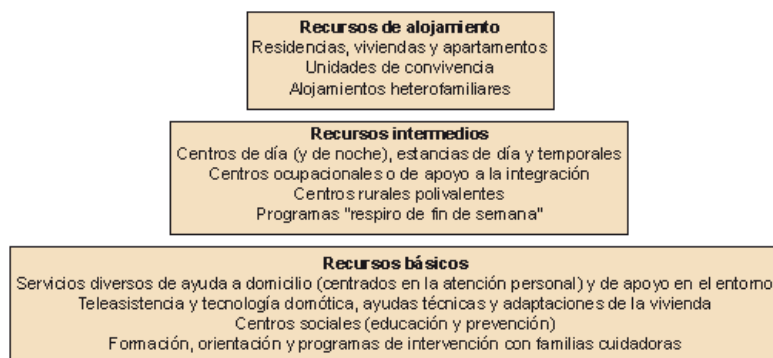 Recursos de alojamiento
Residencias, viviendas y apartamentos
Unidades de convivencia
Alojamientos heterofamiliares
Recursos intermedios
Centros de día (y de noche), estancias de día y temporales
Centros ocupacionales o de apoyo a la integración
Centros rurales polivalentes
Programas "respiro de fin de semana"
Recursos básicos
Servicios diversos de ayuda a domicilio (centrados en la atención personal) y de apoyo en el entorno
Teleasistencia y tecnología domótica, ayudas técnicas y adaptaciones de la vivienda
Centros sociales (educación y prevención)
Formación, orientación y programas de intervención con familias cuidadoras